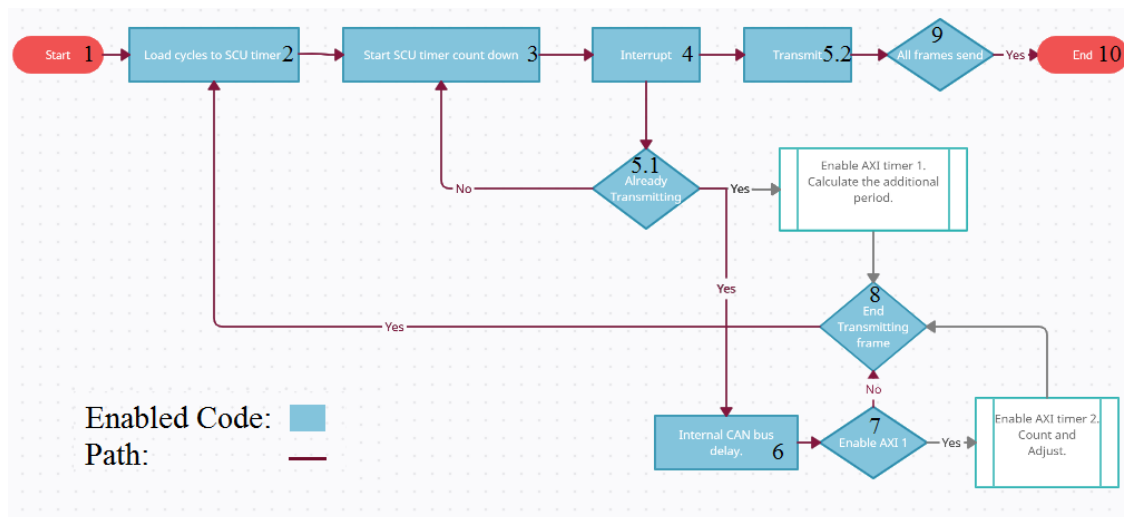 Start 1
Load cycles to SCU timer 2
Start SCU timer count down 3
Interrupt 4
Transmit 5.2
9
All frames send
Yes
End 10
5.1
Already
Transmitting
No
Yes
Enable AXI timer 1.
Calculate the additional
period.
Yes
8
End
Transmitting
frame
Yes
No
Internal CAN bus
delay.
6
7
Enable AXI 1
Yes
Enable AXI timer 2.
Count and
Adjust.
Enabled Code:
Path: